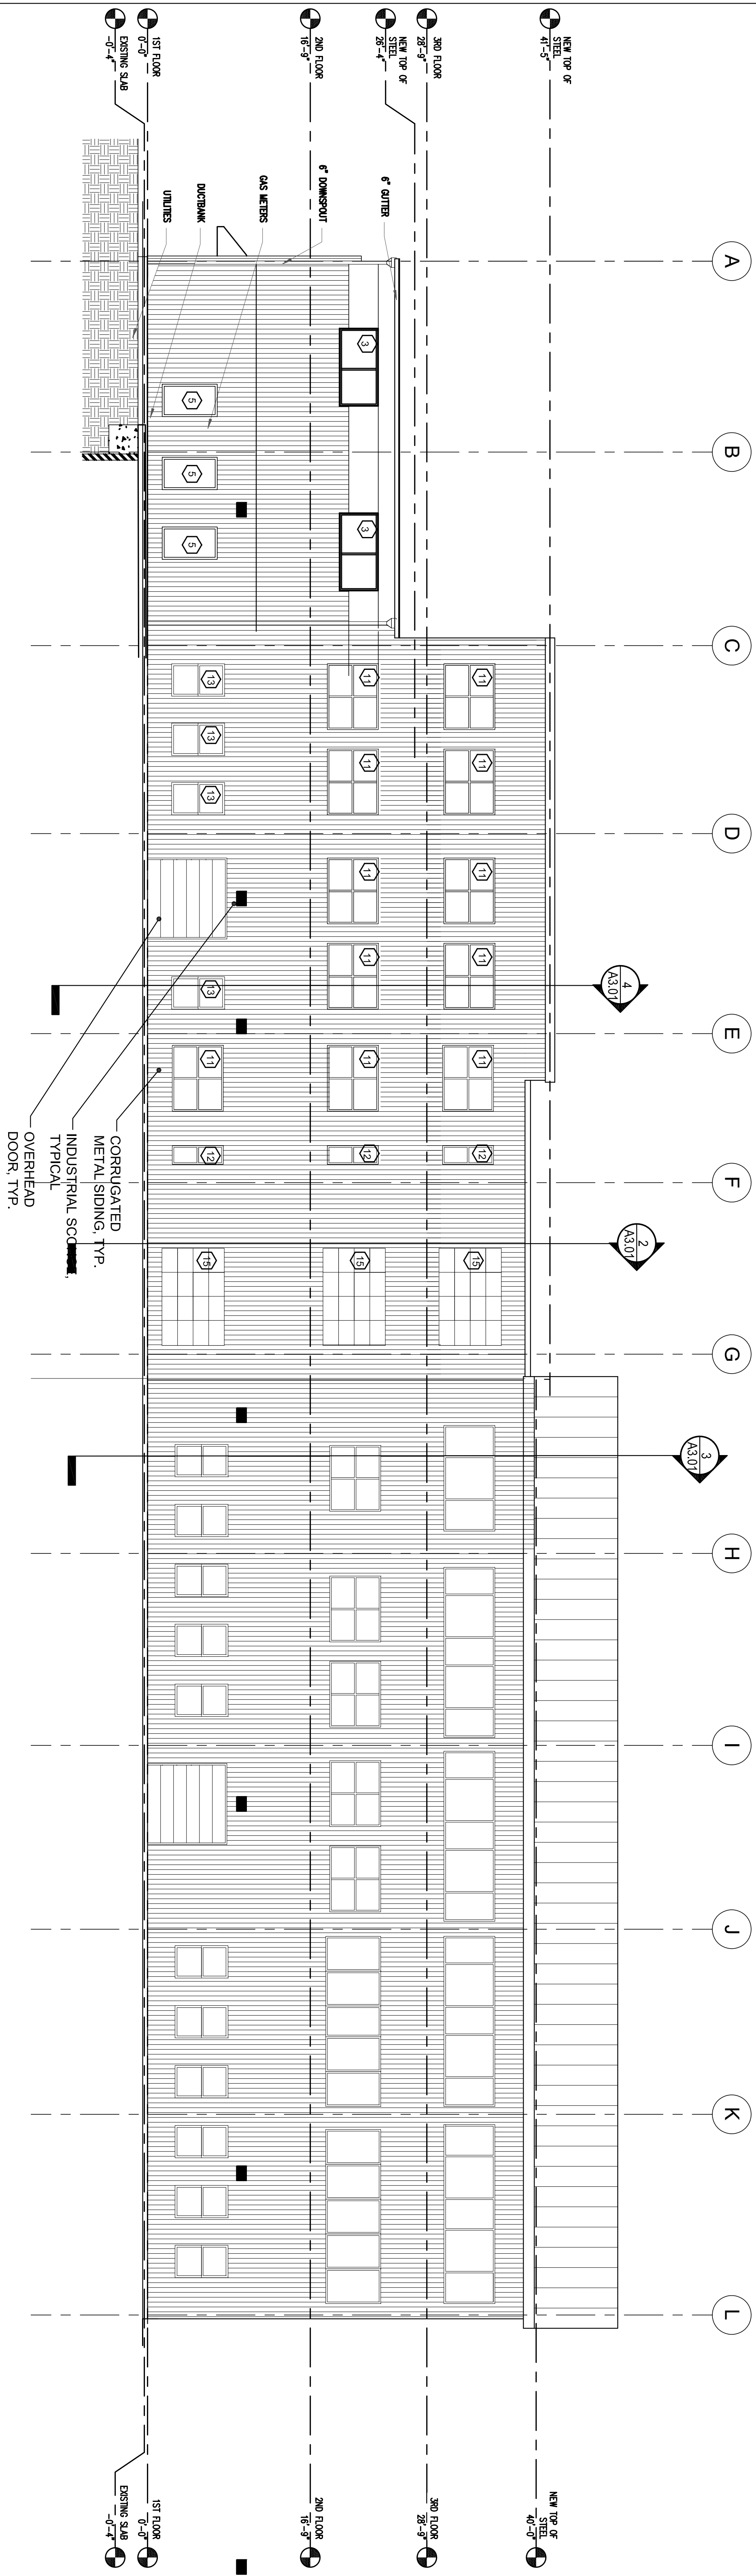 A
B
C
D
E
F
G
H
I
J
K
L
3
A3.01
2
A3.01
4
A3.01
NEW TOP OF
STEEL
41'-5"
NEW TOP OF
STEEL
40'-0"
11
11
11
11
11
12
15
3RD FLOOR
28'-9"
3RD FLOOR
28'-9"
NEW TOP OF
STEEL
26'-4"
6" GUTTER
3
3
11
11
11
11
11
12
15
2ND FLOOR
16'-9"
2ND FLOOR
16'-9"
6" DOWNSPOUT
GAS METERS
DUCTBANK
UTILITIES
5
5
5
13
13
13
13
11
12
15
1ST FLOOR
0'-0"
1ST FLOOR
0'-0"
EXISTING SLAB
-0'-4"
EXISTING SLAB
-0'-4"
CORRUGATED
METAL SIDING, TYP.
INDUSTRIAL
TYPICAL
OVERHEAD
DOOR, TYP.